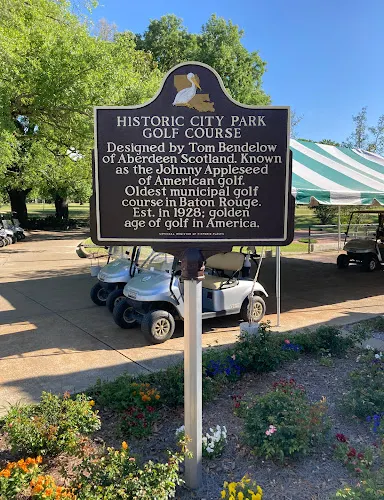 HISTORIC CITY PARK
GOLF COURSE
Designed by Tom Bendelow
of Aberdeen Scotland. Known
as the Johnny Appleseed
of American golf.
Oldest municipal golf
course in Baton Rouge.
Est. in 1928; golden
age of golf in America.